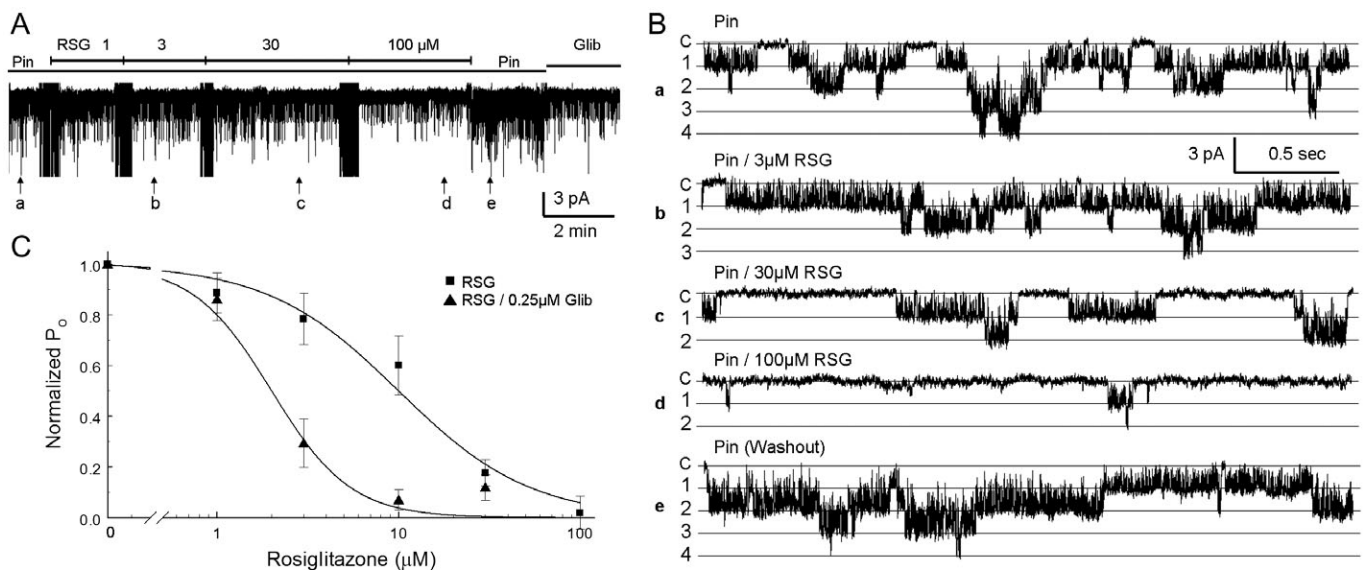 A
RSG 1 3 30 100 μM Glib
Pin Pin
a b c d e
3 pA
2 min
B
Pin
C
1
a
2
3
4
3 pA 0.5 sec
Pin / 3μM RSG
C
1
b
2
3
Pin / 30μM RSG
C
c
1
2
Pin / 100μM RSG
C
d
1
2
Pin (Washout)
C
1
e
2
3
4
C
1.0
0.8
0.6
0.4
0.2
0.0
Normalized Po
RSG
RSG / 0.25μM Glib
0 1 10 100
Rosiglitazone (μM)